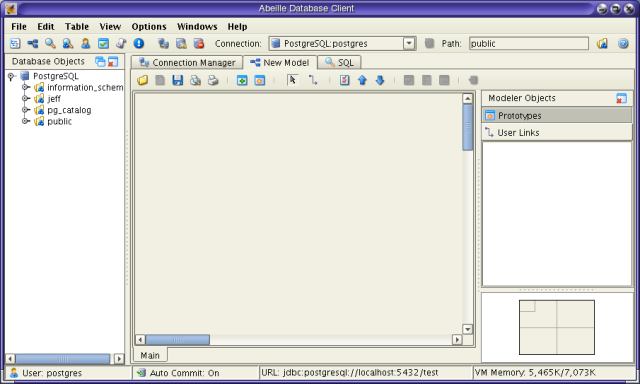 Abeille Database Client
File Edit Table View Options Windows Help
Connection: PostgreSQL:postgres Path: public
Database Objects
PostgreSQL
information_schem
jeff
pg_catalog
public
Connection Manager New Model SQL
Modeler Objects
Prototypes
User Links
Main
User: postgres Auto Commit: On URL: jdbc:postgresql://localhost:5432/test VM Memory: 5,465K/7,073K